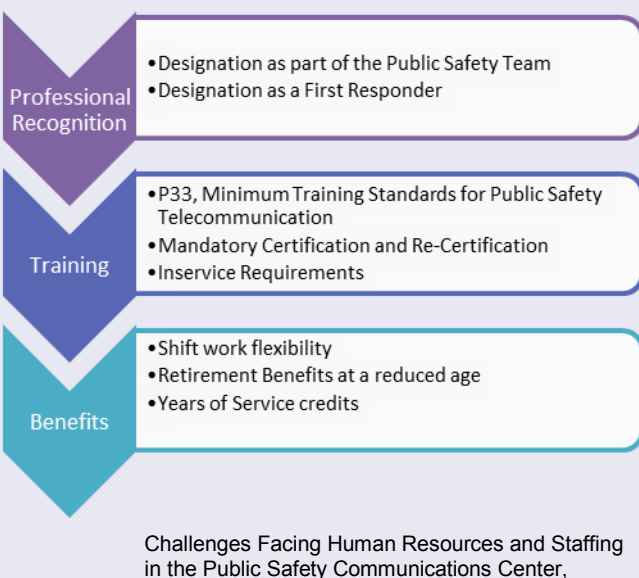 Professional
Recognition
•Designation as part of the Public Safety Team
•Designation as a First Responder
Training
•P33, Minimum Training Standards for Public Safety
Telecommunication
•Mandatory Certification and Re-Certification
•Inservice Requirements
Benefits
•Shift work flexibility
•Retirement Benefits at a reduced age
•Years of Service credits
Challenges Facing Human Resources and Staffing
in the Public Safety Communications Center,